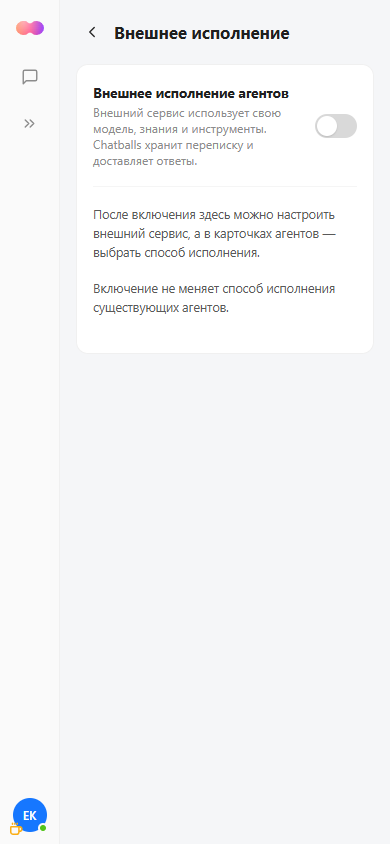 Внешнее исполнение
Внешнее исполнение агентов
Внешний сервис использует свою
модель, знания и инструменты.
Chatballs хранит переписку и
доставляет ответы.
После включения здесь можно настроить
внешний сервис, а в карточках агентов —
выбрать способ исполнения.
Включение не меняет способ исполнения
существующих агентов.
EK